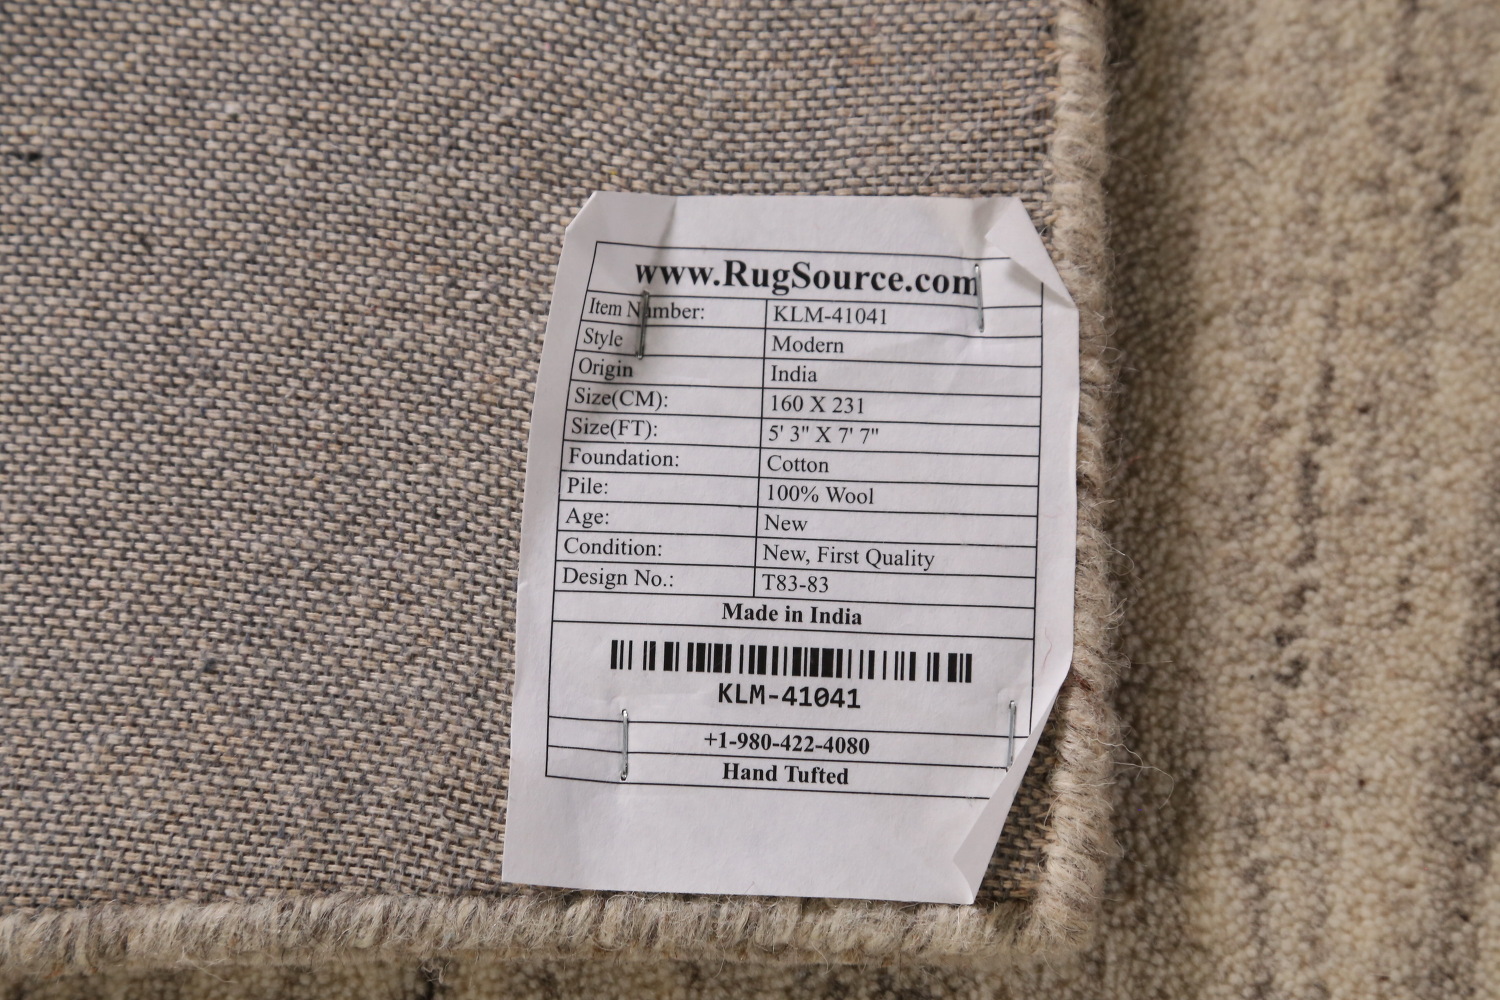 www.RugSource.com
Item Number: KLM-41041
Style Modern
Origin India
Size(CM): 160 X 231
Size(FT): 5' 3" X 7' 7"
Foundation: Cotton
Pile: 100% Wool
Age: New
Condition: New, First Quality
Design No.: T83-83
Made in India
KLM-41041
+1-980-422-4080
Hand Tufted